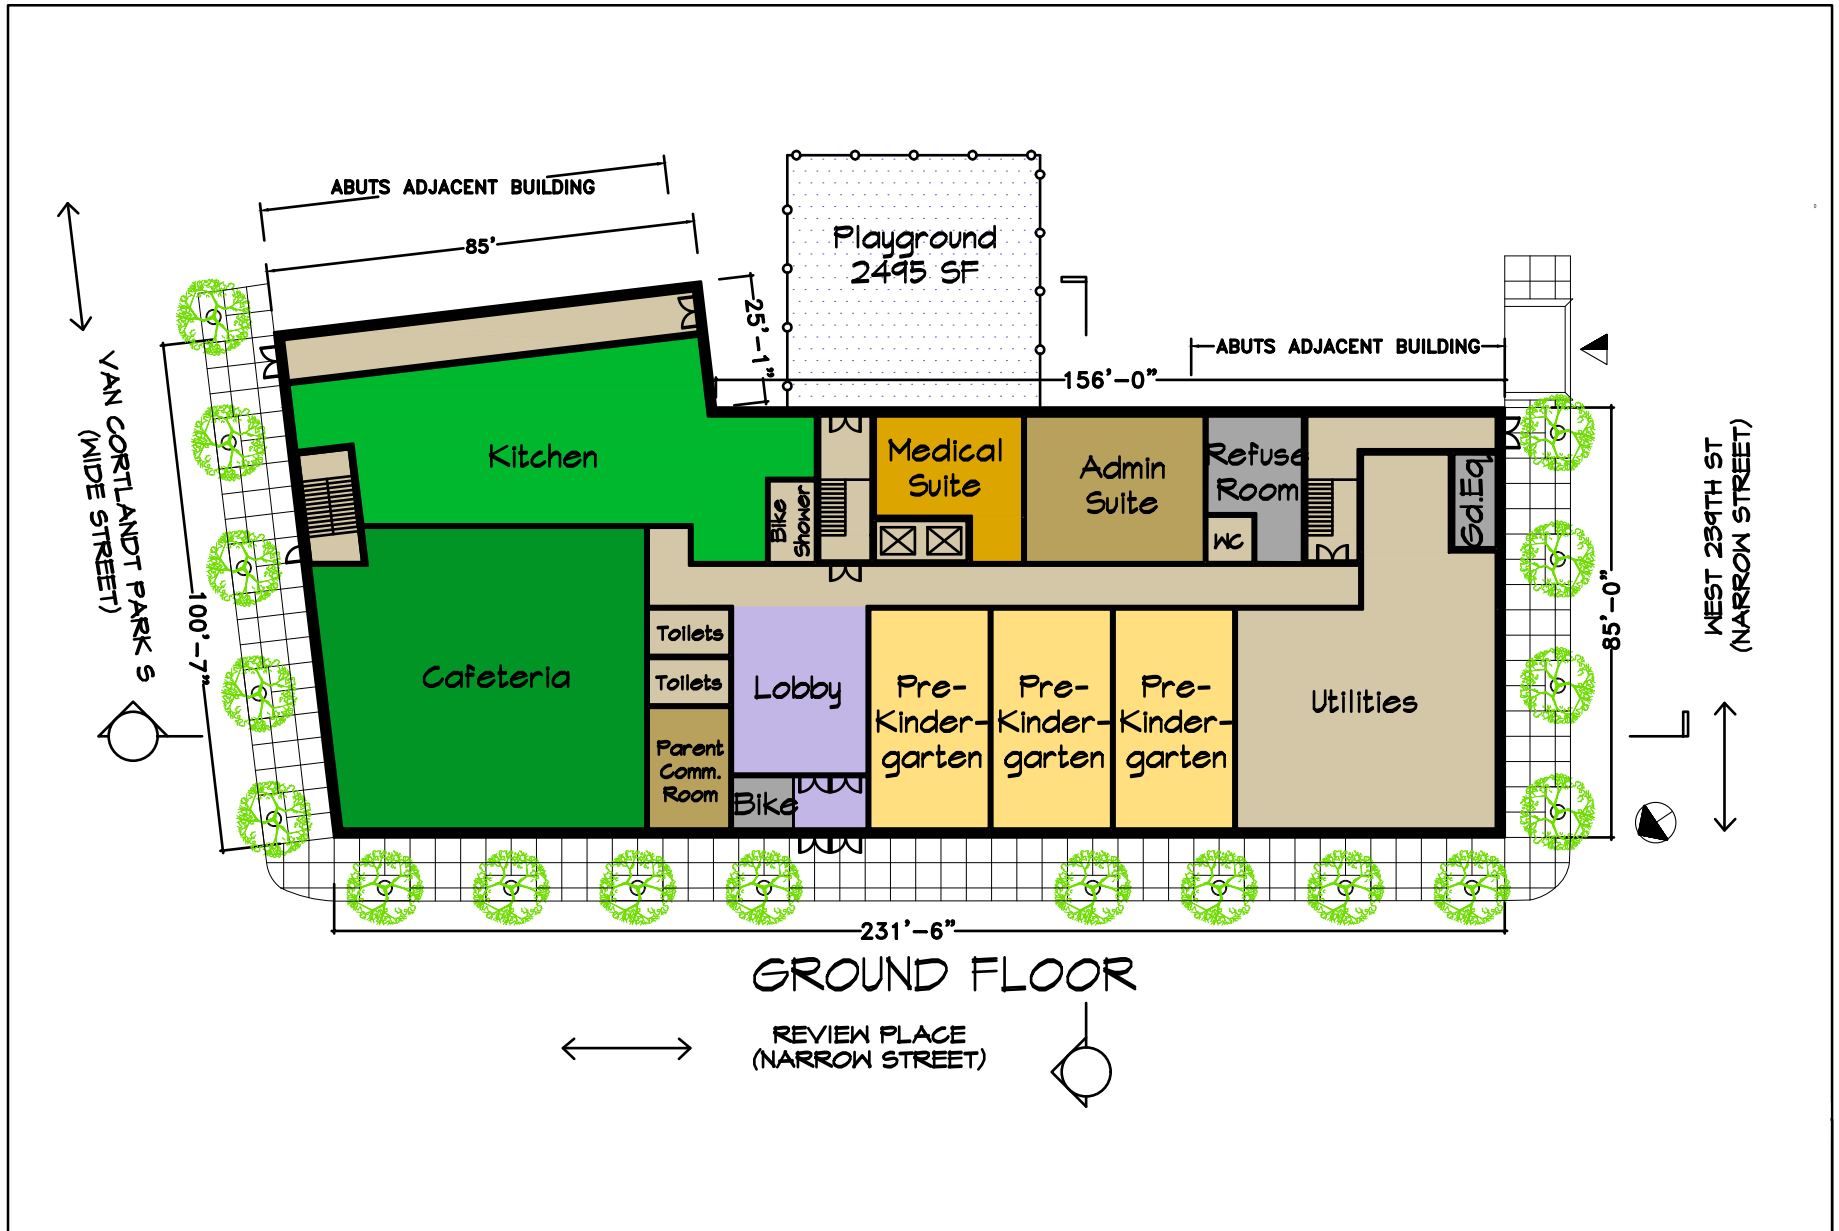 ABUTS ADJACENT BUILDING
85'
Playground
2495 SF
25'-1"
ABUTS ADJACENT BUILDING
156'-0"
VAN CORTLANDT PARK S
(WIDE STREET)
100'-7"
Kitchen
Bike
Shower
Medical
Suite
Admin
Suite
Refuse
Room
WC
Gd.Eq
WEST 239TH ST
(NARROW STREET)
85'-0"
Cafeteria
Toilets
Toilets
Parent
Comm.
Room
Lobby
Bike
Pre-
Kinder-
garten
Pre-
Kinder-
garten
Pre-
Kinder-
garten
Utilities
231'-6"
GROUND FLOOR
REVIEW PLACE
(NARROW STREET)